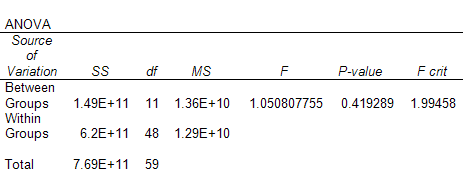 ANOVA
Source
of
Variation SS df MS F P-value F crit
Between
Groups 1.49E+11 11 1.36E+10 1.050807755 0.419289 1.99458
Within
Groups 6.2E+11 48 1.29E+10
Total 7.69E+11 59